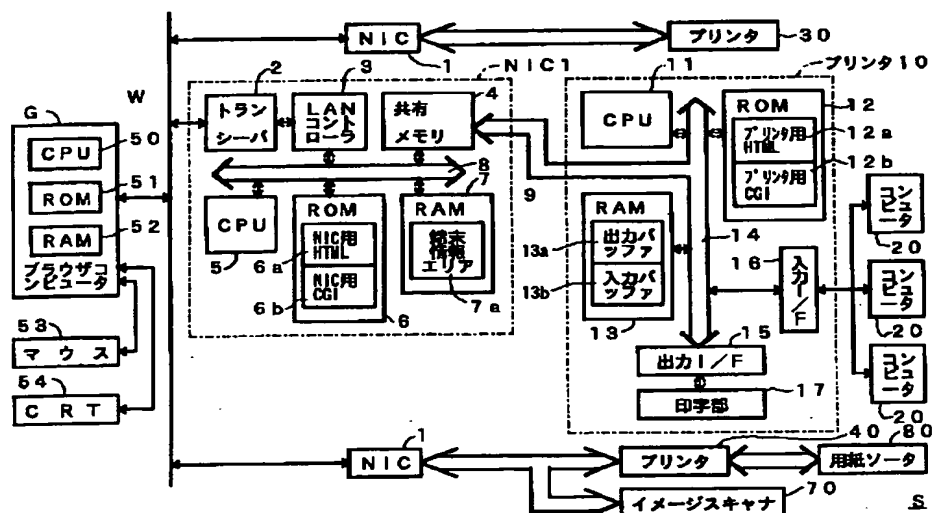 NIC
1
プリンタ
30
W
2
3
NIC1
4
トラン
シーバ
LAN
コント
ローラ
共有
メモリ
8
7
9
CPU
5
ROM
NIC用
HTML
NIC用
CGI
6a
6b
6
RAM
端末
情報
エリア
7a
G
CPU
50
ROM
51
RAM
52
ブラウザコ
ンピュータ
53
マウス
54
CRT
11
プリンタ10
CPU
ROM
12
プリンタ用
HTML
12a
プリンタ用
CGI
12b
RAM
13a
出力バ
ッファ
13b
入力バ
ッファ
13
14
16
入力I/F
15
出力I/F
17
印字部
コンピュータ
20
コンピュータ
20
コンピュータ
20
1
NIC
40
プリンタ
80
用紙ソータ
70
イメージスキャナ
S